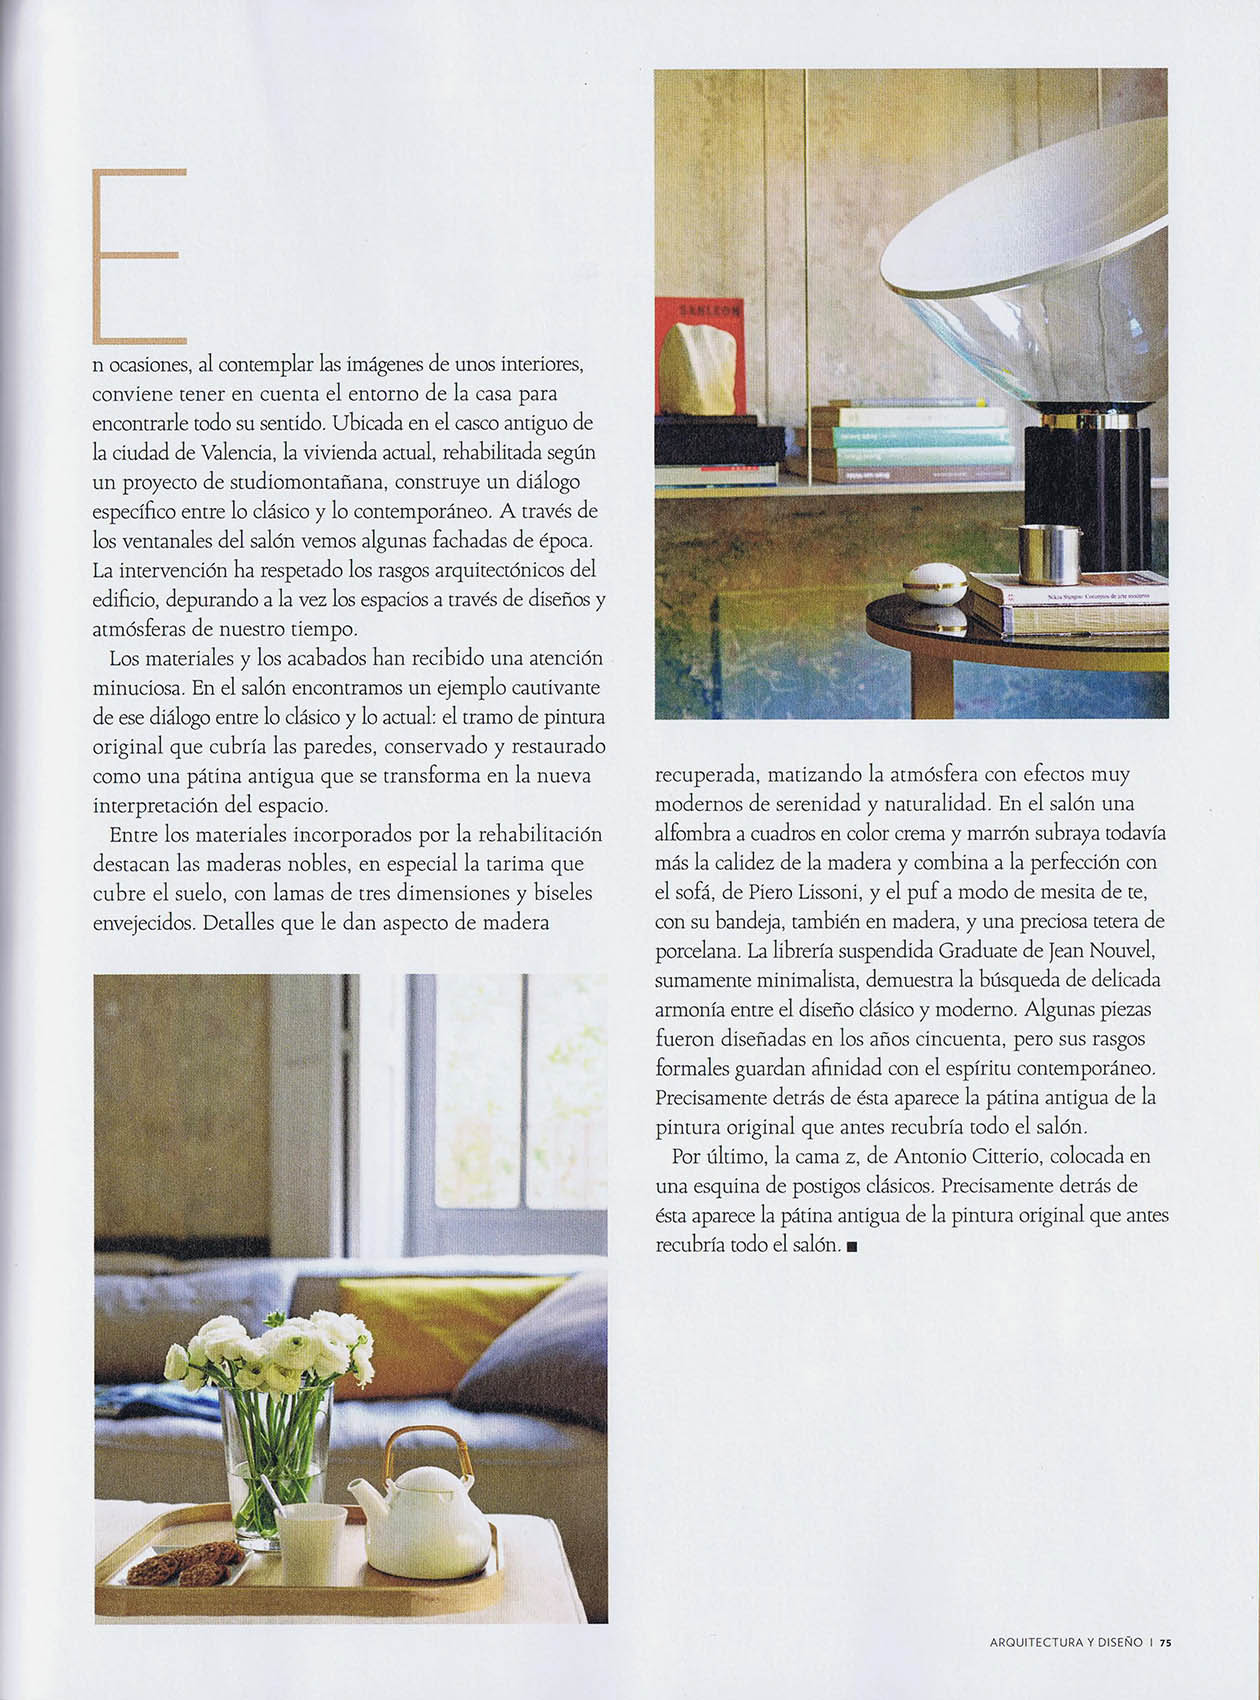 En ocasiones, al contemplar las imágenes de unos interiores,
conviene tener en cuenta el entorno de la casa para
encontrarle todo su sentido. Ubicada en el casco antiguo de
la ciudad de Valencia, la vivienda actual, rehabilitada según
un proyecto de studiomontañana, construye un diálogo
específico entre lo clásico y lo contemporáneo. A través de
los ventanales del salón vemos algunas fachadas de época.
La intervención ha respetado los rasgos arquitectónicos del
edificio, depurando a la vez los espacios a través de diseños y
atmósferas de nuestro tiempo.
Los materiales y los acabados han recibido una atención
minuciosa. En el salón encontramos un ejemplo cautivante
de ese diálogo entre lo clásico y lo actual: el tramo de pintura
original que cubría las paredes, conservado y restaurado
como una pátina antigua que se transforma en la nueva
interpretación del espacio.
Entre los materiales incorporados por la rehabilitación
destacan las maderas nobles, en especial la tarima que
cubre el suelo, con lamas de tres dimensiones y biseles
envejecidos. Detalles que le dan aspecto de madera
SANLEON
Nikos Stangos: Conceptos de arte moderno
recuperada, matizando la atmósfera con efectos muy
modernos de serenidad y naturalidad. En el salón una
alfombra a cuadros en color crema y marrón subraya todavía
más la calidez de la madera y combina a la perfección con
el sofá, de Piero Lissoni, y el puf a modo de mesita de te,
con su bandeja, también en madera, y una preciosa tetera de
porcelana. La librería suspendida Graduate de Jean Nouvel,
sumamente minimalista, demuestra la búsqueda de delicada
armonía entre el diseño clásico y moderno. Algunas piezas
fueron diseñadas en los años cincuenta, pero sus rasgos
formales guardan afinidad con el espíritu contemporáneo.
Precisamente detrás de ésta aparece la pátina antigua de la
pintura original que antes recubría todo el salón.
Por último, la cama z, de Antonio Citterio, colocada en
una esquina de postigos clásicos. Precisamente detrás de
ésta aparece la pátina antigua de la pintura original que antes
recubría todo el salón. ■
ARQUITECTURA Y DISEÑO | 75